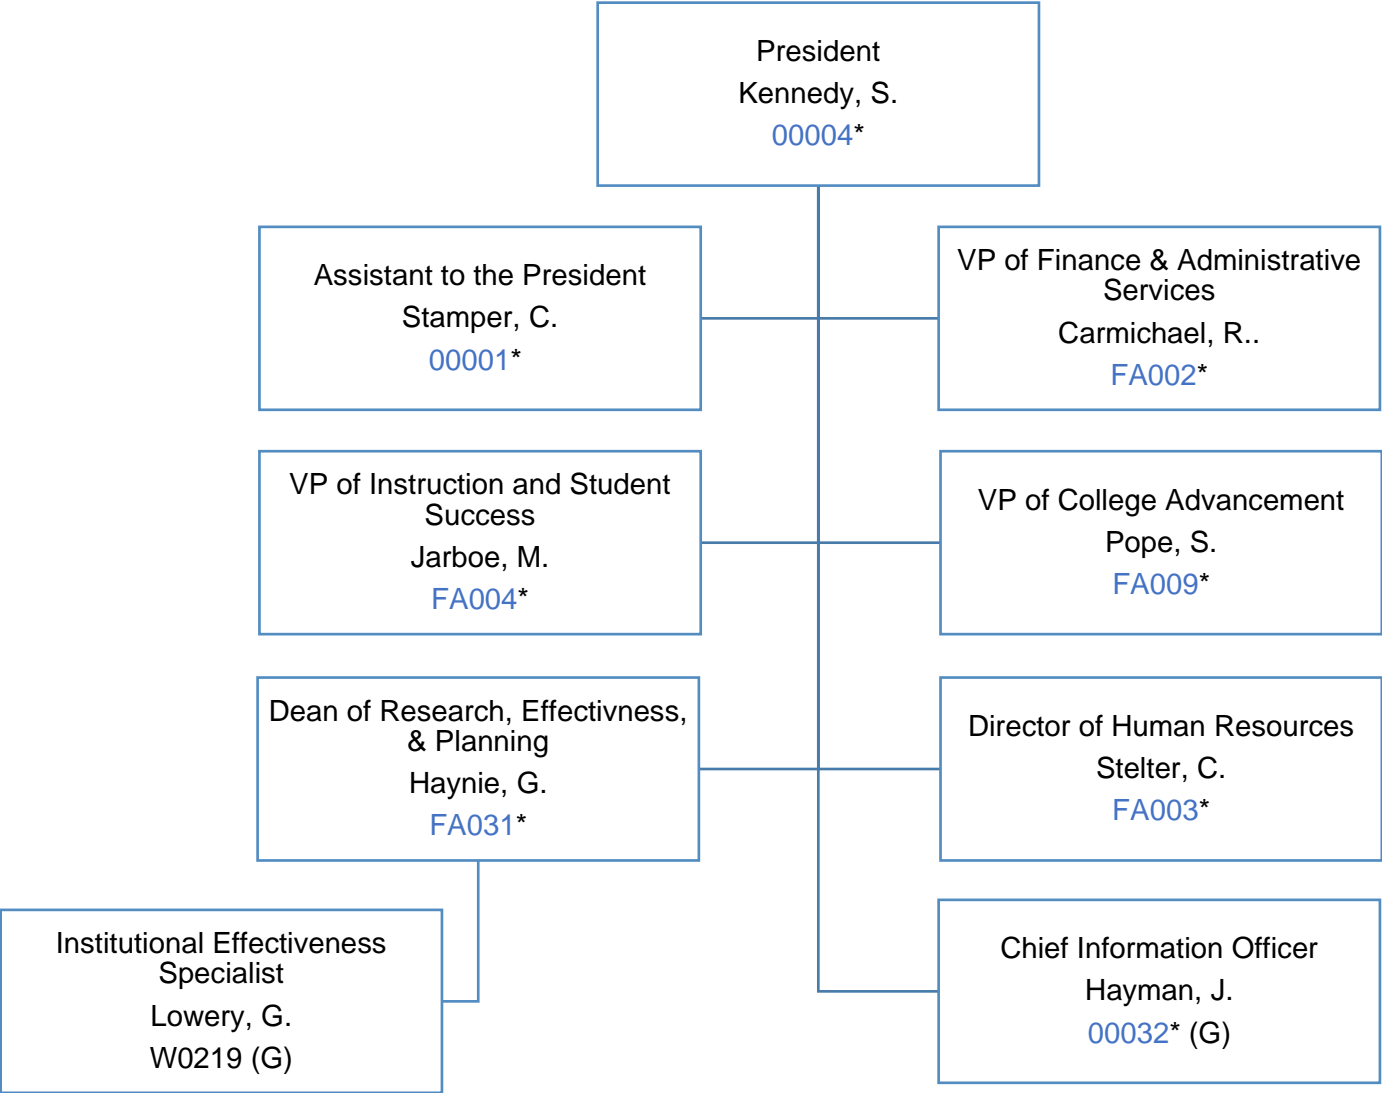 President
Kennedy, S.
00004*
Assistant to the President
Stamper, C.
00001*
VP of Finance & Administrative
Services
Carmichael, R..
FA002*
VP of Instruction and Student
Success
Jarboe, M.
FA004*
VP of College Advancement
Pope, S.
FA009*
Dean of Research, Effectivness,
& Planning
Haynie, G.
FA031*
Director of Human Resources
Stelter, C.
FA003*
Institutional Effectiveness
Specialist
Lowery, G.
W0219 (G)
Chief Information Officer
Hayman, J.
00032* (G)